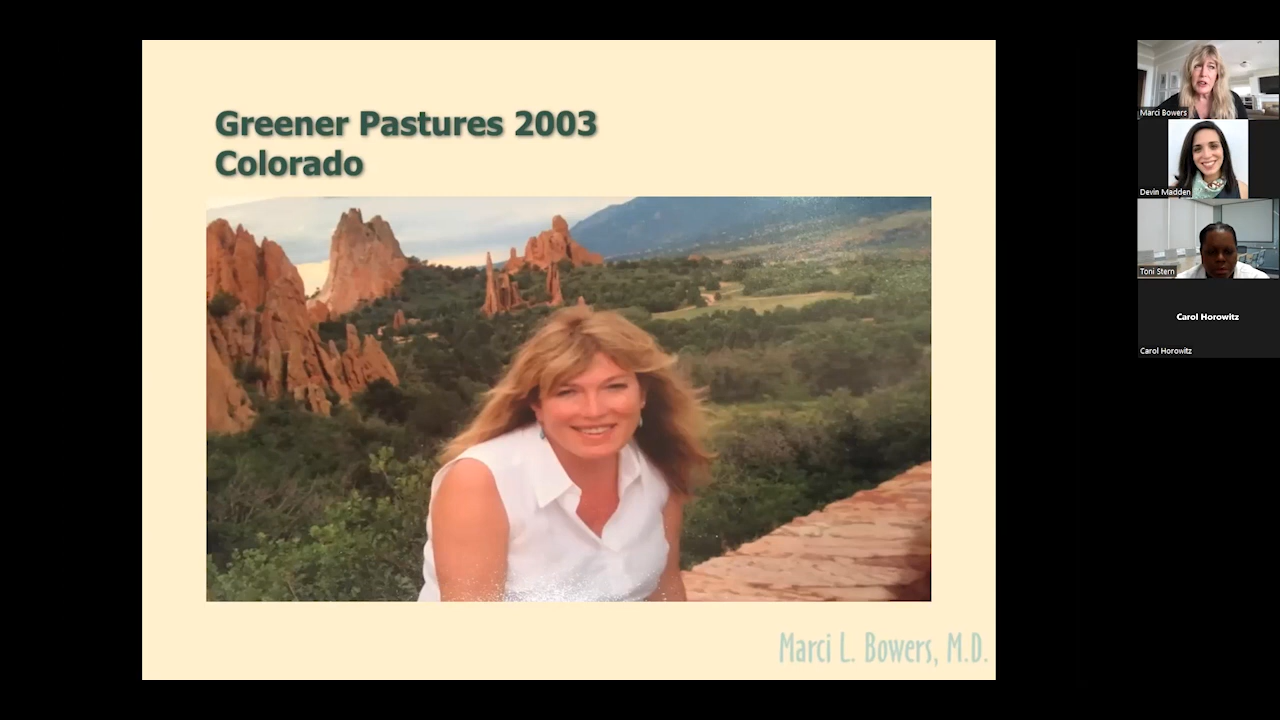 Greener Pastures 2003
Colorado
Marci L. Bowers, M.D.
Marci Bowers
Devin Madden
Toni Stern
Carol Horowitz
Carol Horowitz